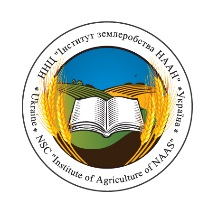 ННЦ "Інститут землеробства НААН"
Україна
NSC "Institute of Agriculture of NAAS"
Ukraine